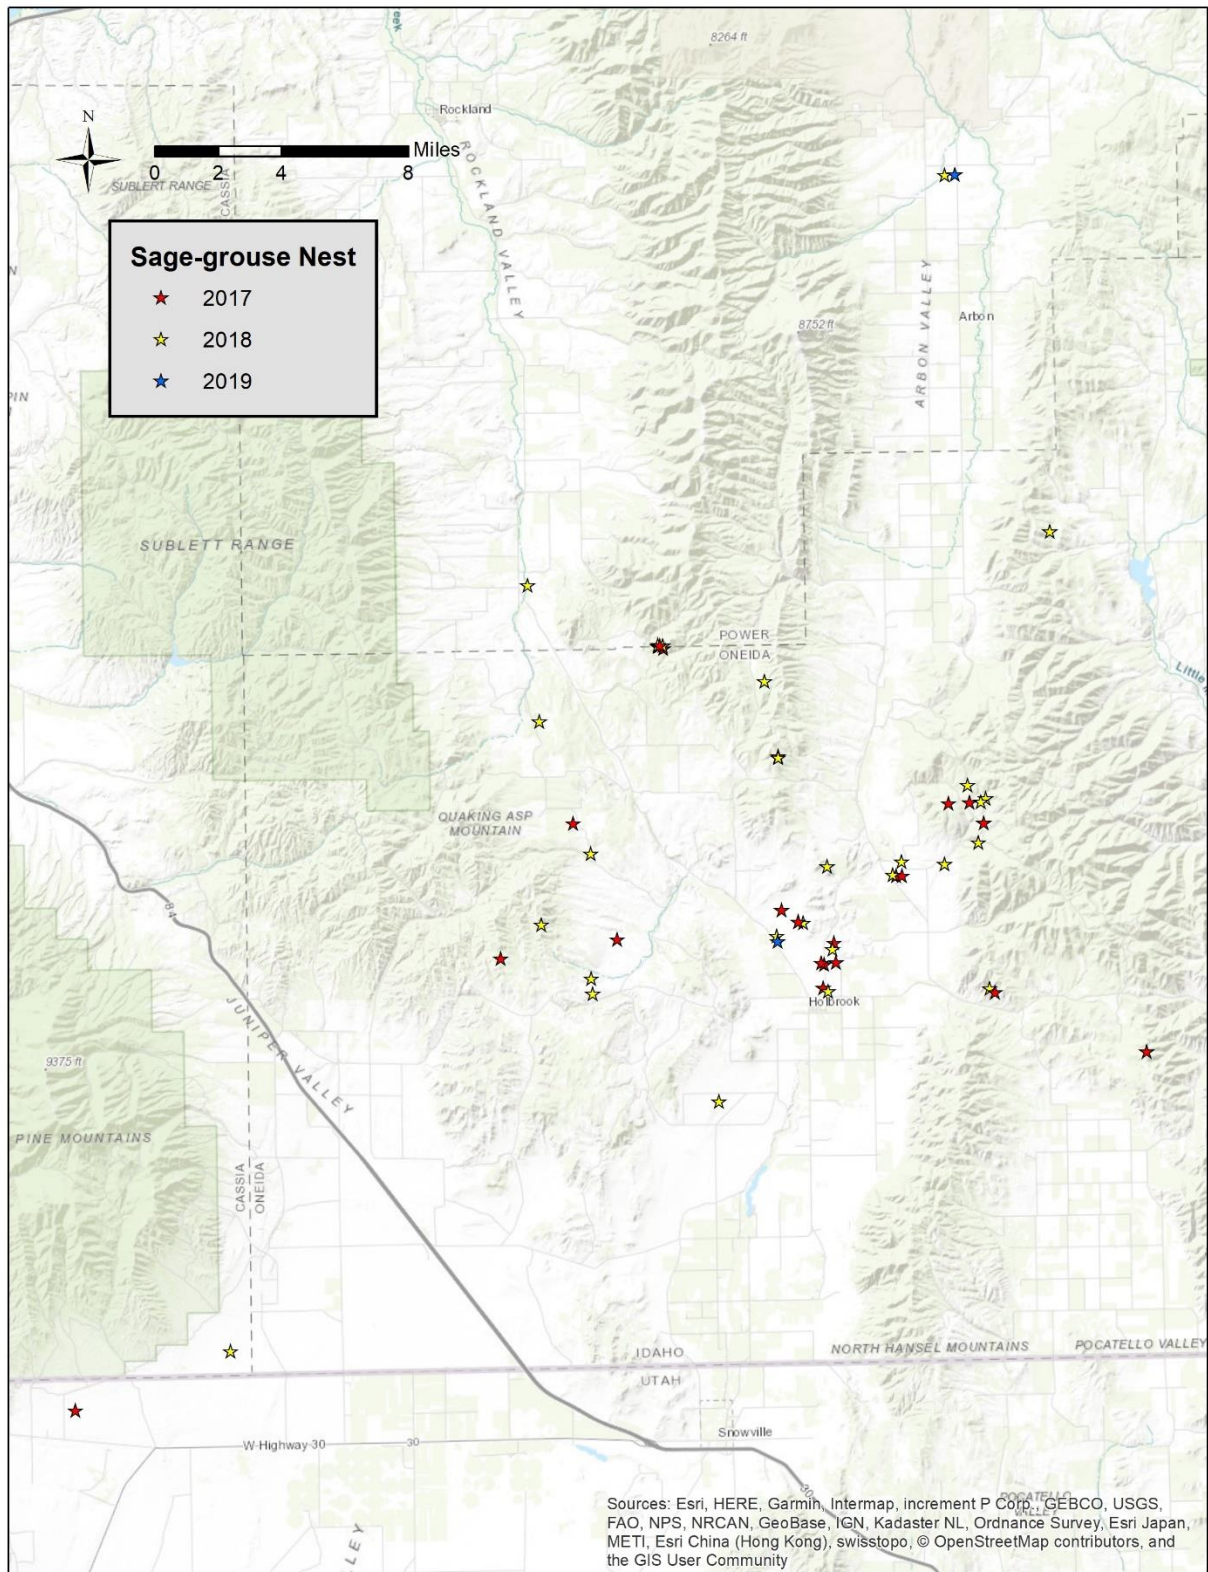 8264 ft
Rockland
N
Miles
0 2 4 8
SUBLETT RANGE
CASSIA
ROCKLAND VALLEY
Sage-grouse Nest
2017
2018
2019
ARBON VALLEY
Arbon
8752 ft
SUBLETT RANGE
POWER
ONEIDA
Little
QUAKING ASP
MOUNTAIN
84
JUNIPER VALLEY
Holbrook
9375 ft
PINE MOUNTAINS
CASSIA
ONEIDA
IDAHO
UTAH
NORTH HANSEL MOUNTAINS
POCATELLO VALLEY
Snowville
W Highway 30
30
30
POCATELLO
VALLEY
LLEY
Sources: Esri, HERE, Garmin, Intermap, increment P Corp., GEBCO, USGS,
FAO, NPS, NRCAN, GeoBase, IGN, Kadaster NL, Ordnance Survey, Esri Japan,
METI, Esri China (Hong Kong), swisstopo, © OpenStreetMap contributors, and
the GIS User Community